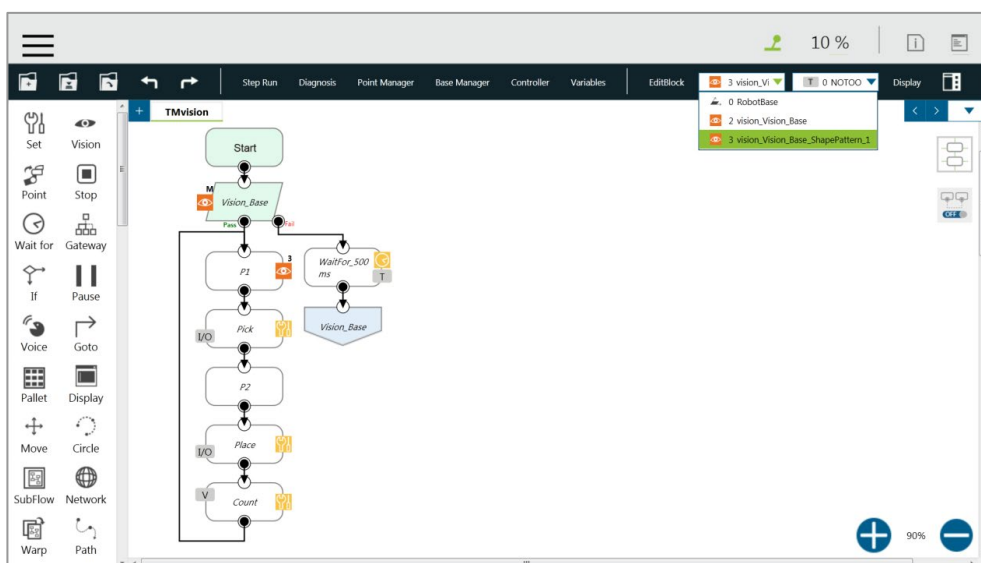 10 %
Step Run Diagnosis Point Manager Base Manager Controller Variables EditBlock 3 vision_Vi T 0 NOTOO Display
0 RobotBase
2 vision_Vision_Base
3 vision_Vision_Base_ShapePattern_1
+ TMvision
Set Vision
Point Stop
Wait for Gateway
If Pause
Voice Goto
Pallet Display
Move Circle
SubFlow Network
Warp Path
Start
M
Vision_Base
Pass Fail
3
P1
WaitFor_500
ms
T
I/O Pick
Vision_Base
P2
I/O Place
V
Count
OFF
90%